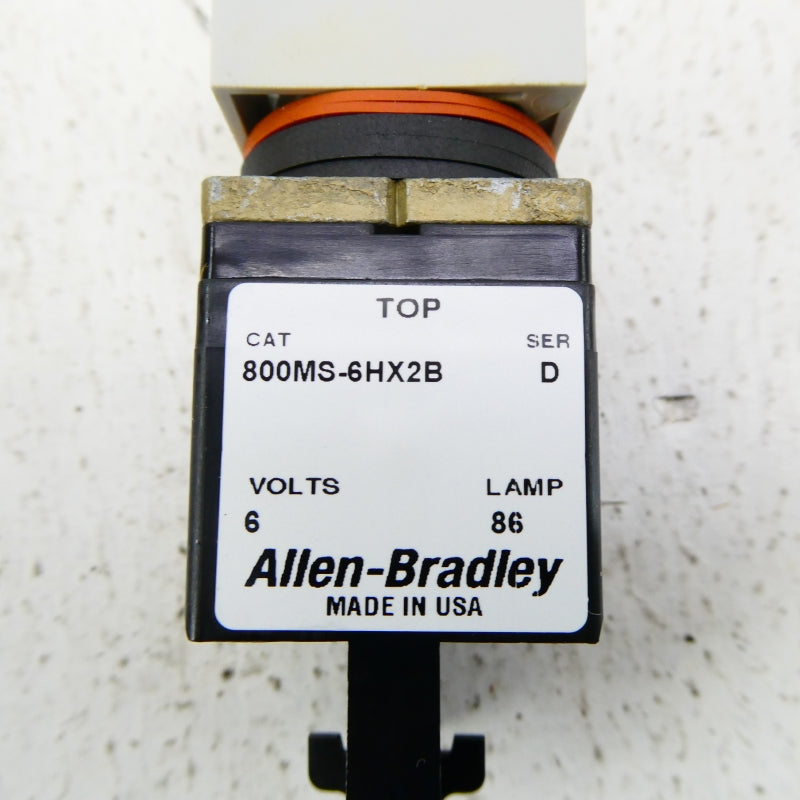 TOP
CAT SER
800MS-6HX2B D
VOLTS LAMP
6 86
Allen-Bradley
MADE IN USA